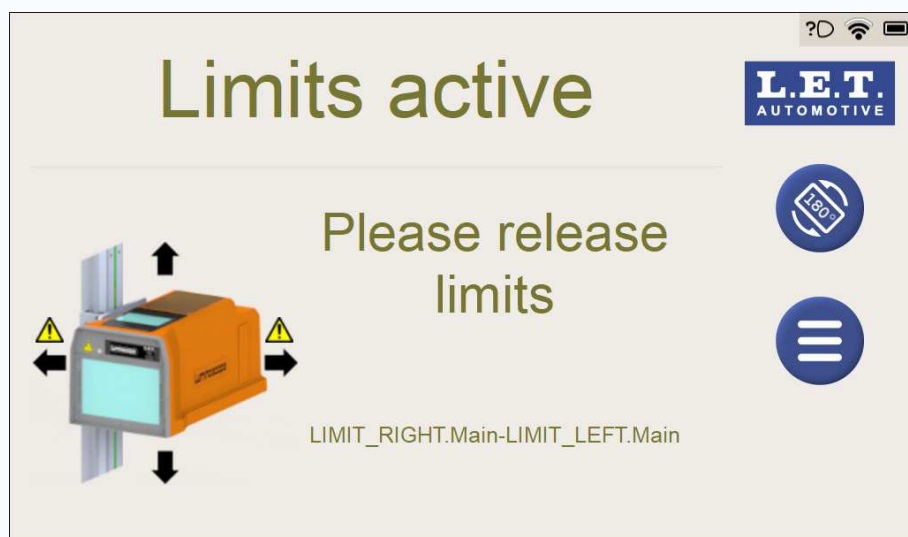 ?D
Limits active
L.E.T.
AUTOMOTIVE
180°
Please release
limits
LIMIT_RIGHT.Main-LIMIT_LEFT.Main